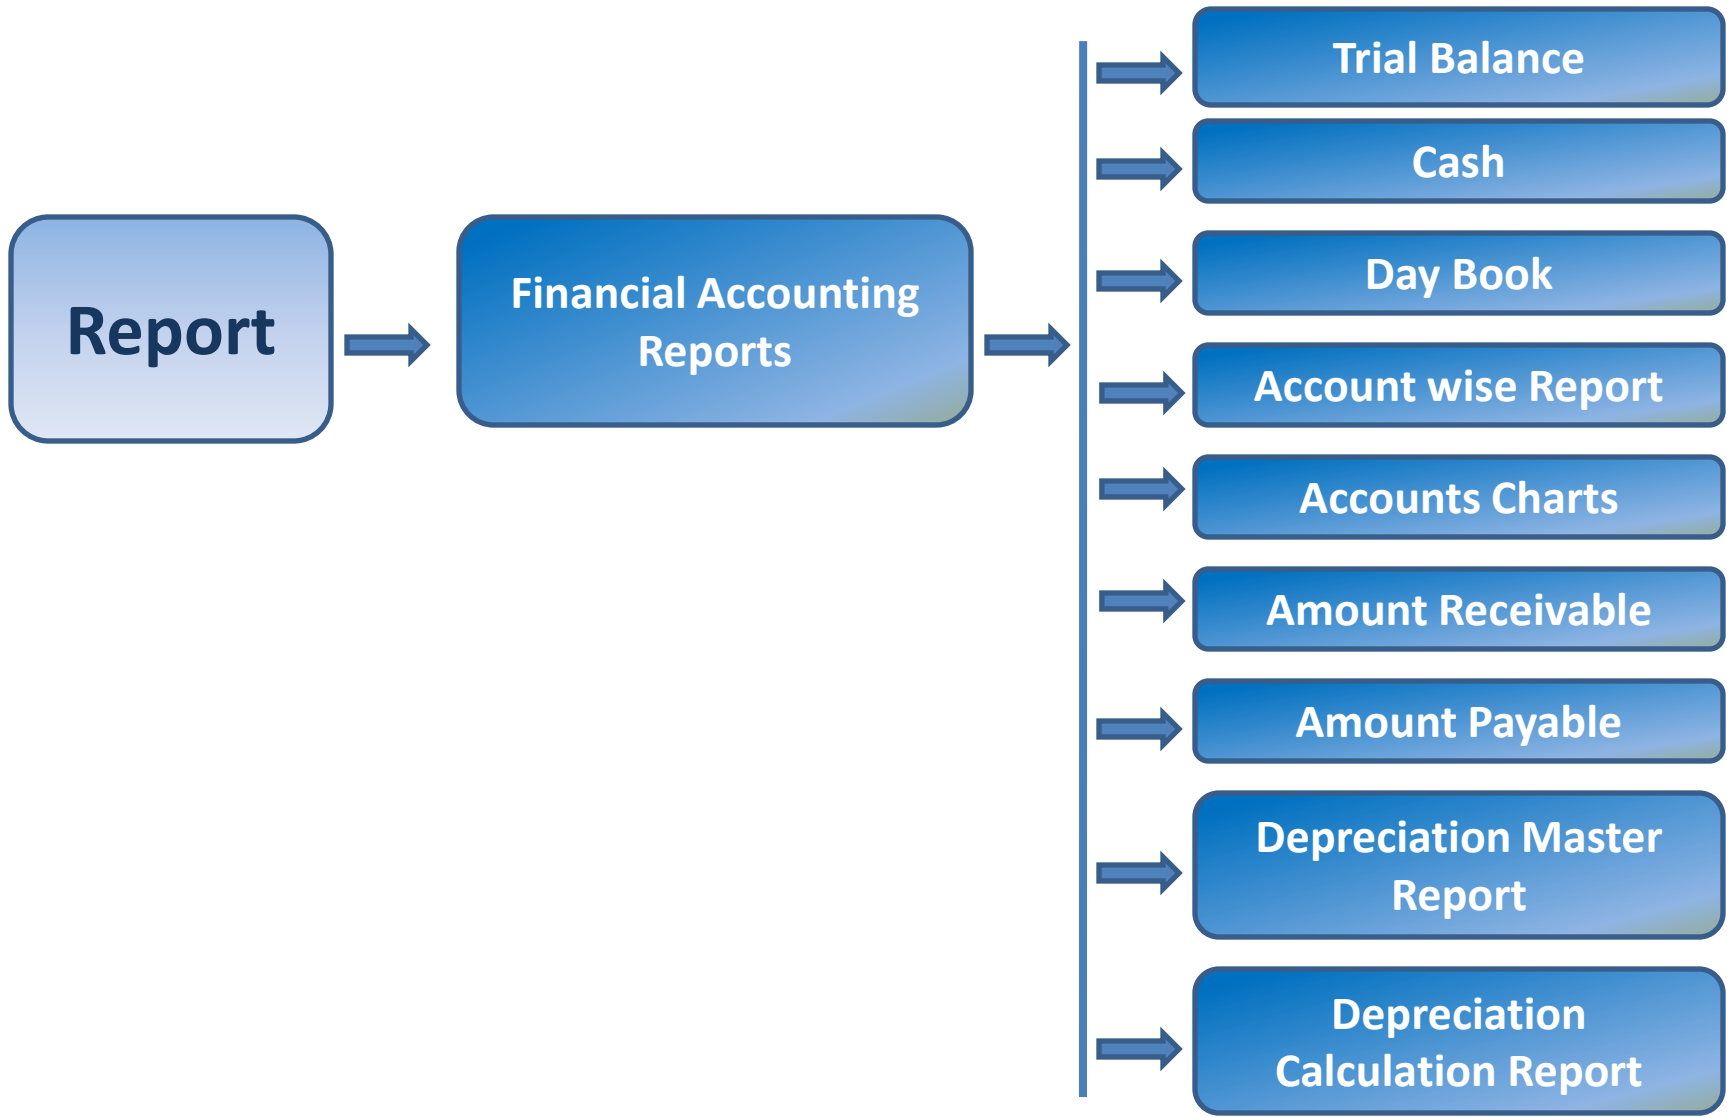 Report
Financial Accounting
Reports
Trial Balance
Cash
Day Book
Account wise Report
Accounts Charts
Amount Receivable
Amount Payable
Depreciation Master
Report
Depreciation
Calculation Report